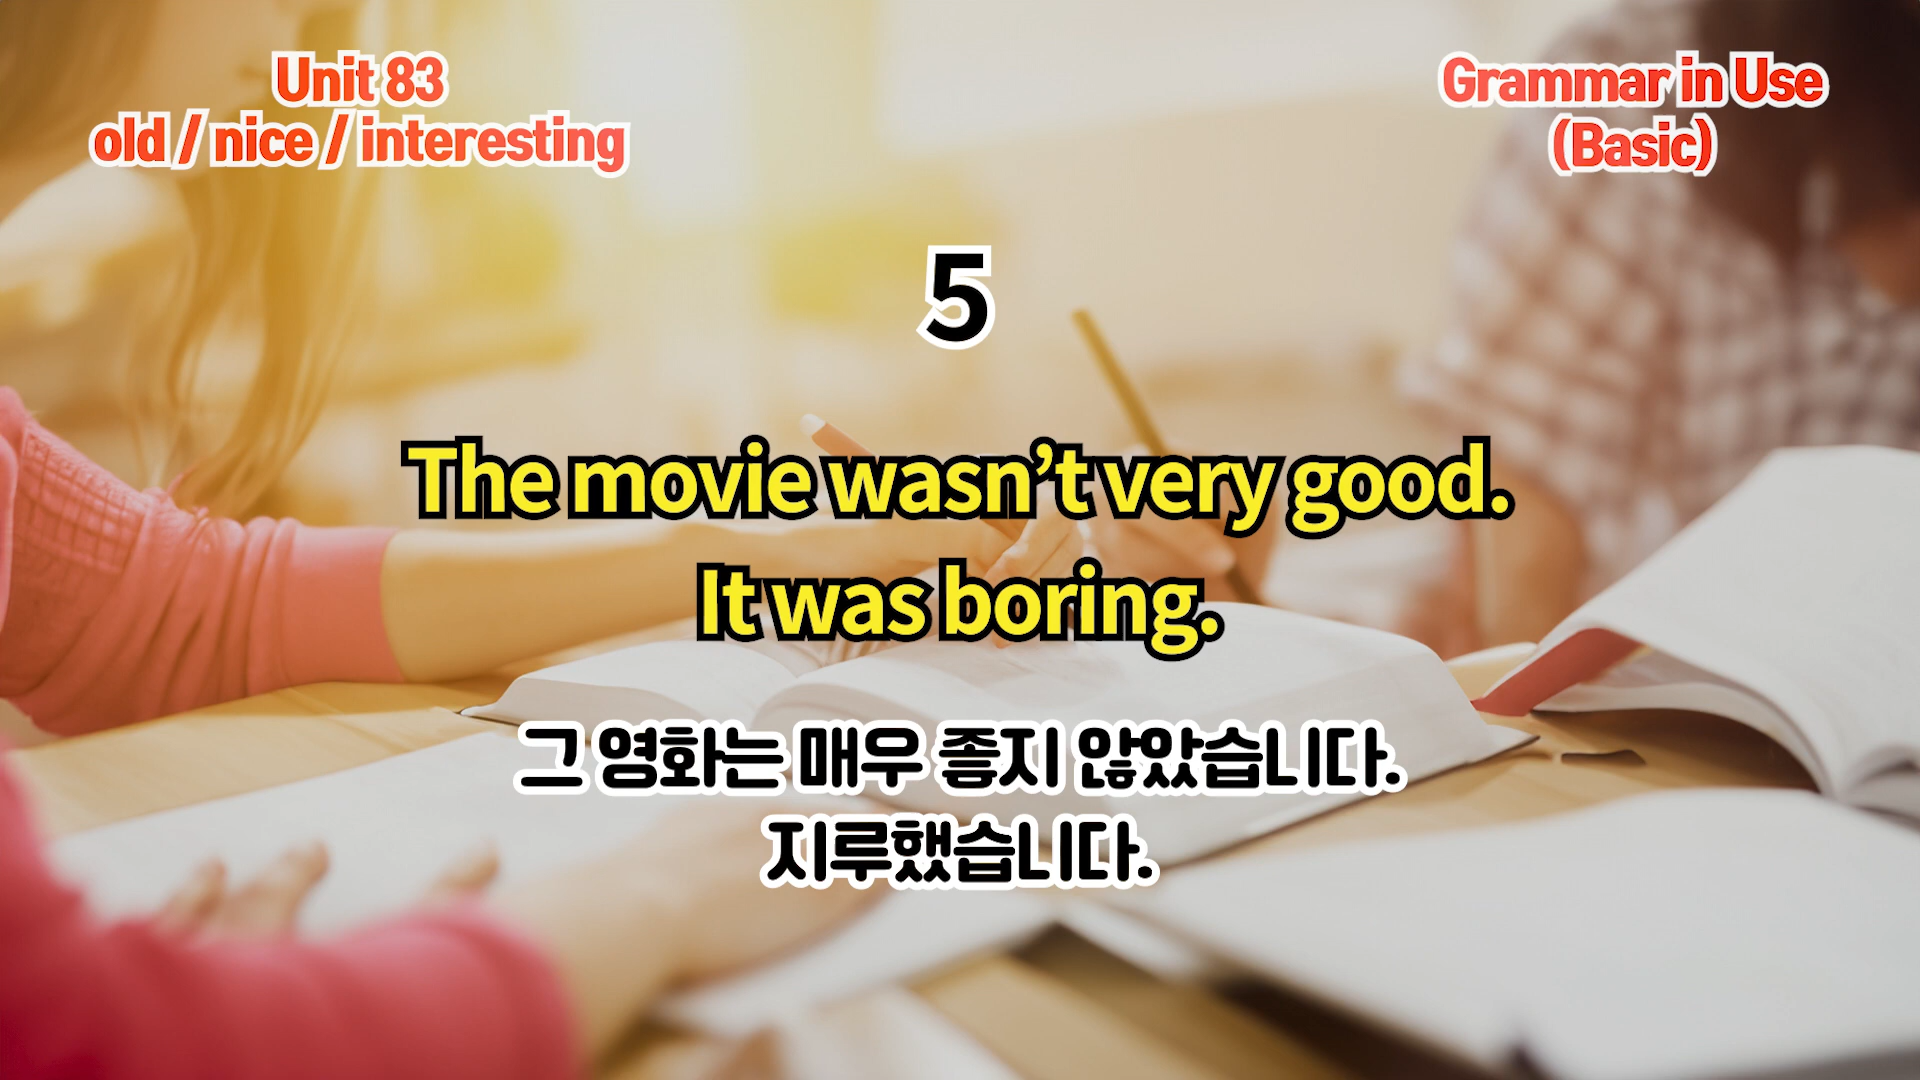 Unit 83
old / nice / interesting
Grammar in Use
(Basic)
5
The movie wasn’t very good.
It was boring.
그 영화는 매우 좋지 않았습니다.
지루했습니다.